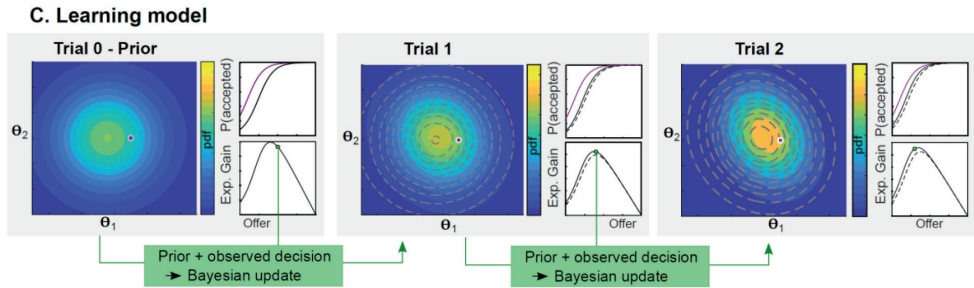 C. Learning model
Trial 0 - Prior
Trial 1
Trial 2
θ2
θ1
pdf
P(accepted)
Exp. Gain
Offer
θ2
θ1
pdf
P(accepted)
Exp. Gain
Offer
θ2
θ1
pdf
P(accepted)
Exp. Gain
Offer
Prior + observed decision
→ Bayesian update
Prior + observed decision
→ Bayesian update